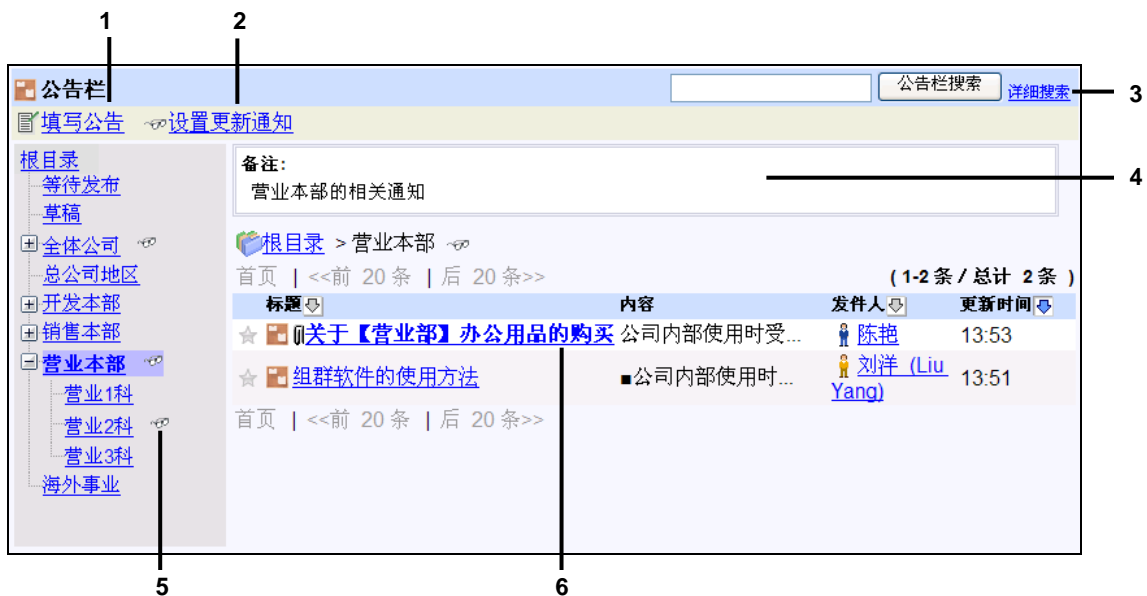 1 2
公告栏 公告栏搜索 详细搜索 3
填写公告 设置更新通知
根目录
等待发布
草稿
全体公司
总公司地区
开发本部
销售本部
营业本部
营业1科
营业2科
营业3科
海外事业
备注:
营业本部的相关通知 4
根目录 > 营业本部
首页 | <<前 20 条 | 后 20 条>> ( 1-2 条 / 总计 2 条 )
标题 内容 发件人 更新时间
关于【营业部】办公用品的购买 公司内部使用时受... 陈艳 13:53
组群软件的使用方法 ■公司内部使用时... 刘洋 (Liu Yang) 13:51
首页 | <<前 20 条 | 后 20 条>>
5 6